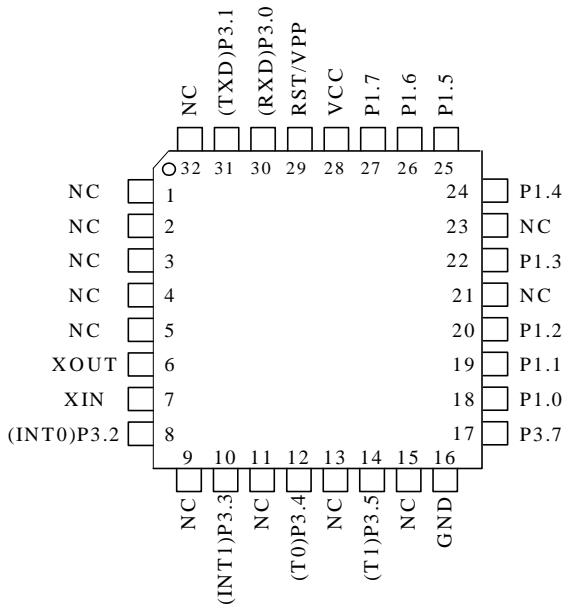 NC (TXD)P3.1 (RXD)P3.0 RST/VPP VCC P1.7 P1.6 P1.5
32 31 30 29 28 27 26 25
NC 1 24 P1.4
NC 2 23 NC
NC 3 22 P1.3
NC 4 21 NC
NC 5 20 P1.2
XOUT 6 19 P1.1
XIN 7 18 P1.0
(INT0)P3.2 8 17 P3.7
9 10 11 12 13 14 15 16
NC (INT1)P3.3 NC (T0)P3.4 NC (T1)P3.5 NC GND